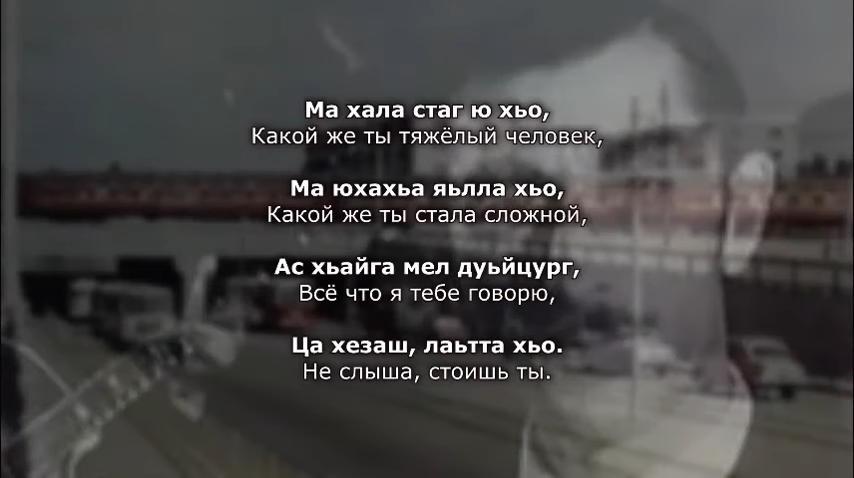 Ма хала стаг ю хьо,
Какой же ты тяжёлый человек,
Ма юхахьа яьлла хьо,
Какой же ты стала сложной,
Ас хьайга мел дуьйцург,
Всё что я тебе говорю,
Ца хезаш, лаьтта хьо.
Не слыша, стоишь ты.